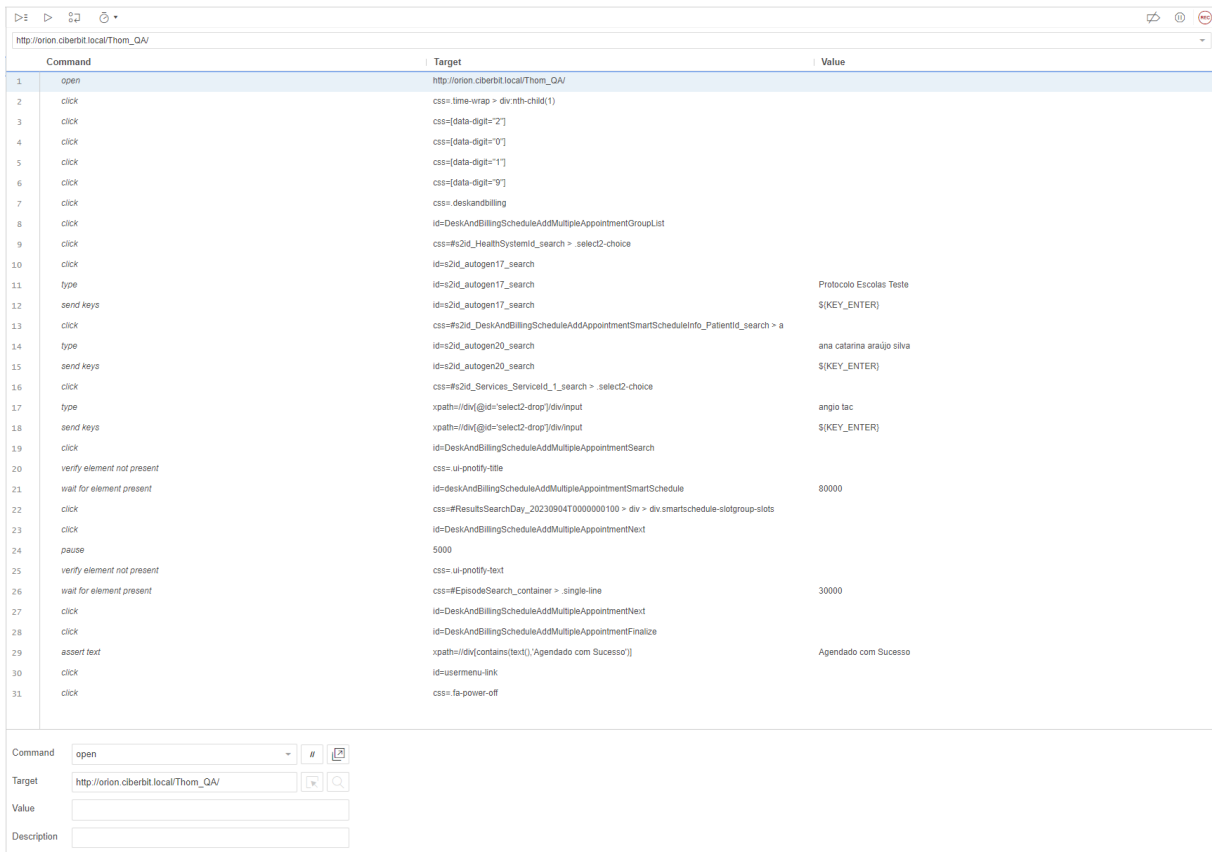 REC
http://orion.ciberbit.local/Thom_QA/
Command Target Value
1 open http://orion.ciberbit.local/Thom_QA/
2 click css=.time-wrap > div:nth-child(1)
3 click css=[data-digit="2"]
4 click css=[data-digit="0"]
5 click css=[data-digit="1"]
6 click css=[data-digit="9"]
7 click css=.deskandbilling
8 click id=DeskAndBillingScheduleAddMultipleAppointmentGroupList
9 click css=#s2id_HealthSystemId_search > .select2-choice
10 click id=s2id_autogen17_search
11 type id=s2id_autogen17_search Protocolo Escolas Teste
12 send keys id=s2id_autogen17_search ${KEY_ENTER}
13 click css=#s2id_DeskAndBillingScheduleAddAppointmentSmartScheduleInfo_PatientId_search > a
14 type id=s2id_autogen20_search ana catarina araújo silva
15 send keys id=s2id_autogen20_search ${KEY_ENTER}
16 click css=#s2id_Services_ServiceId_1_search > .select2-choice
17 type xpath=//div[@id='select2-drop']/div/input angio tac
18 send keys xpath=//div[@id='select2-drop']/div/input ${KEY_ENTER}
19 click id=DeskAndBillingScheduleAddMultipleAppointmentSearch
20 verify element not present css=.ui-pnotify-title
21 wait for element present id=deskAndBillingScheduleAddMultipleAppointmentSmartSchedule 80000
22 click css=#ResultsSearchDay_20230904T0000000100 > div > div.smartschedule-slotgroup-slots
23 click id=DeskAndBillingScheduleAddMultipleAppointmentNext
24 pause 5000
25 verify element not present css=.ui-pnotify-text
26 wait for element present css=#EpisodeSearch_container > .single-line 30000
27 click id=DeskAndBillingScheduleAddMultipleAppointmentNext
28 click id=DeskAndBillingScheduleAddMultipleAppointmentFinalize
29 assert text xpath=//div[contains(text(),'Agendado com Sucesso')] Agendado com Sucesso
30 click id=usermenu-link
31 click css=.fa-power-off
Command open //
Target http://orion.ciberbit.local/Thom_QA/
Value
Description